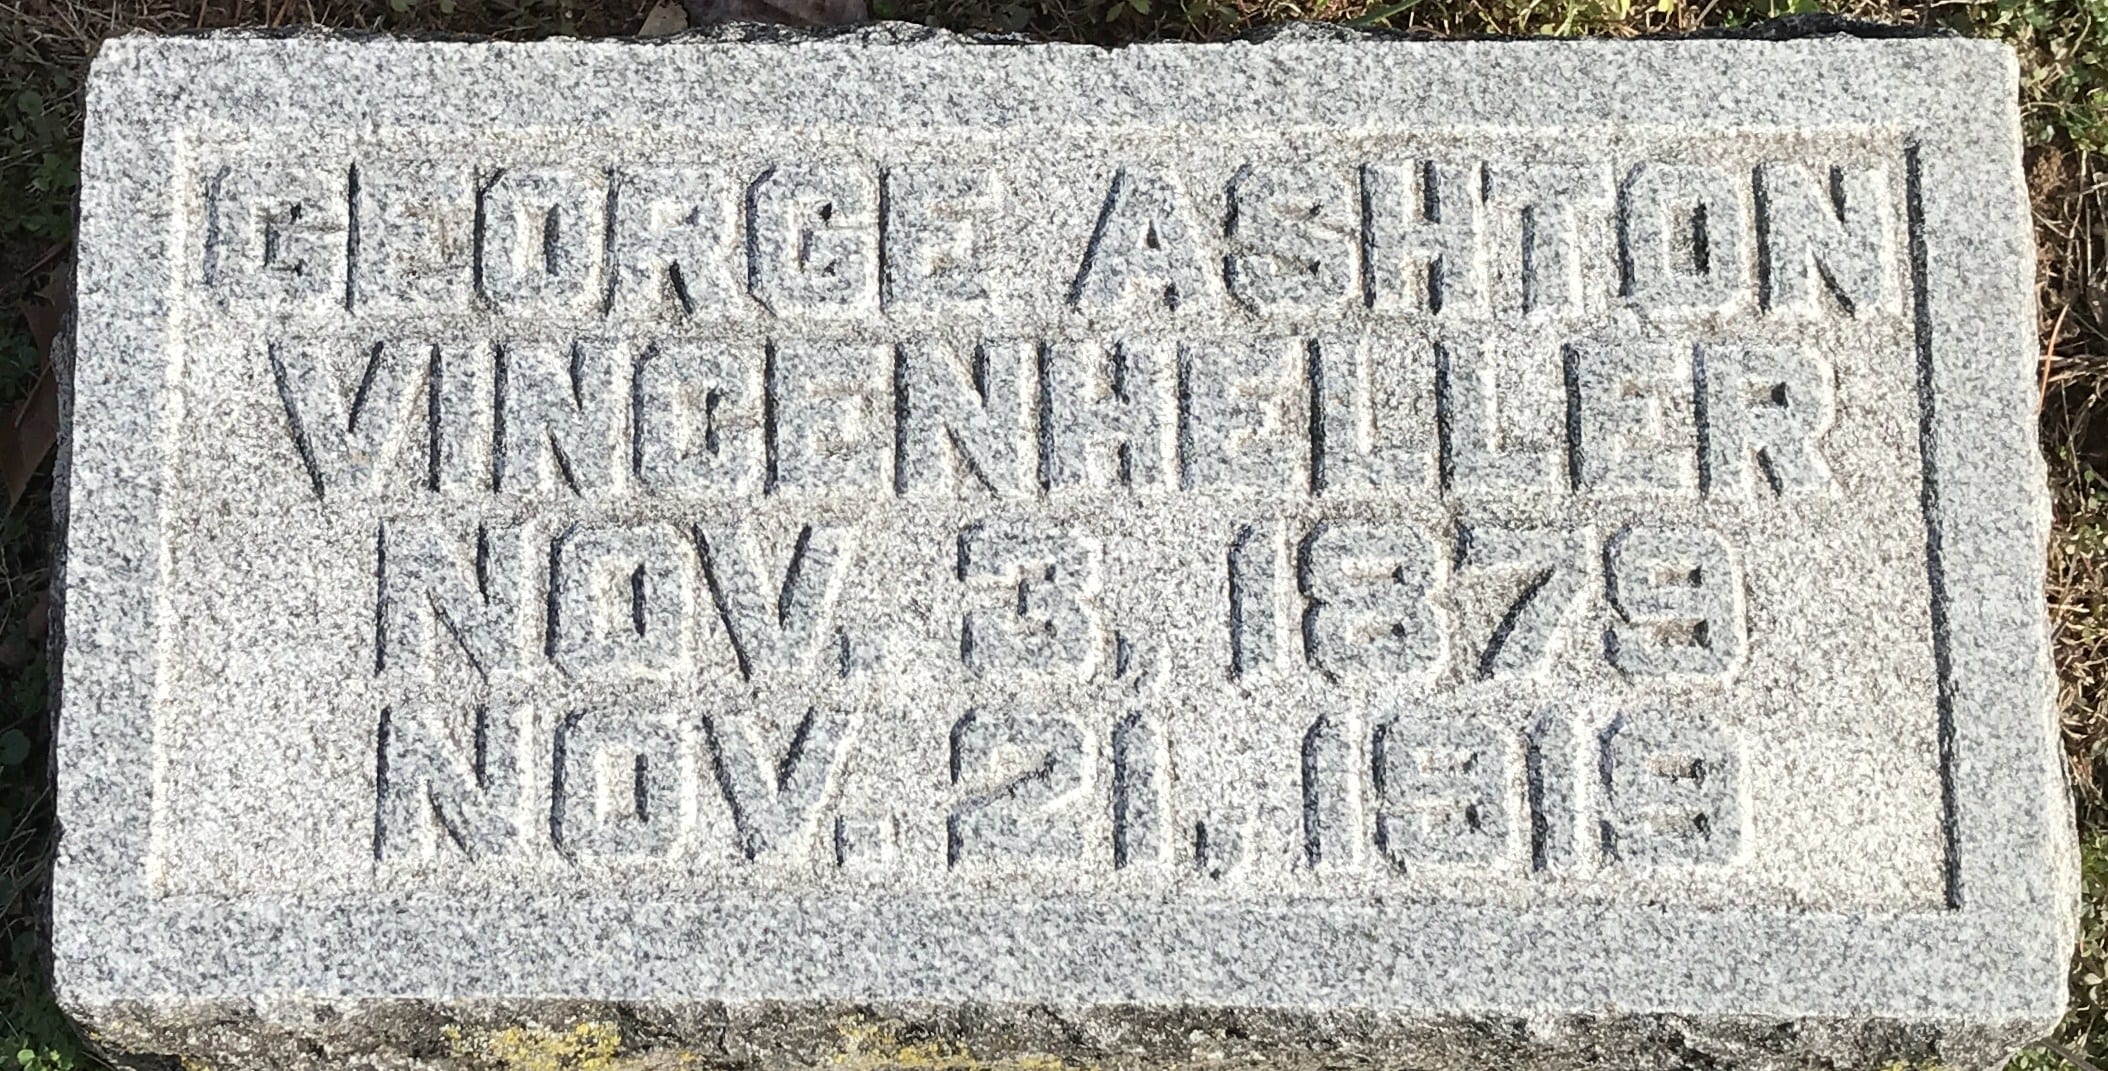 GEORGE ASHTON
VINCENHELLER
NOV. 3, 1879
NOV. 21, 1919